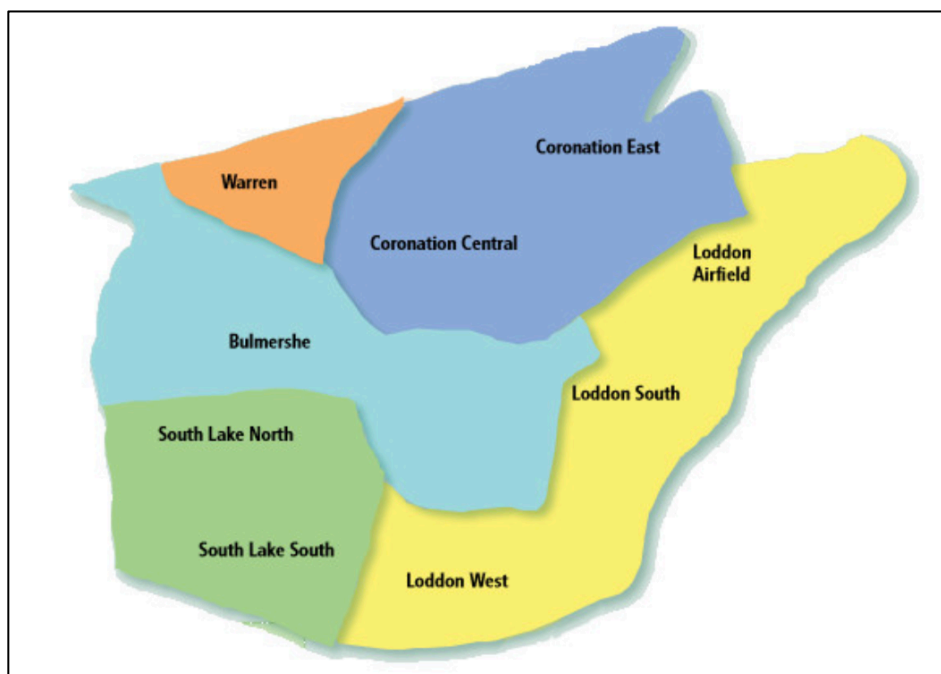 Coronation East
Warren
Coronation Central
Loddon
Airfield
Bulmershe
Loddon South
South Lake North
South Lake South
Loddon West